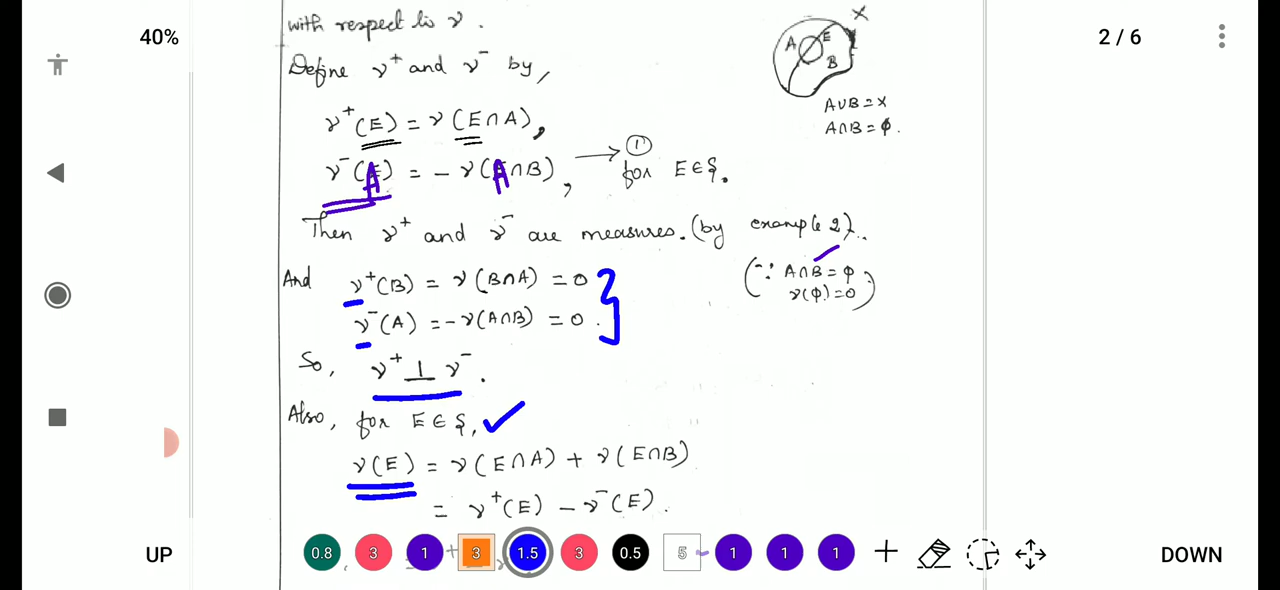 40%
2 / 6
with respect to ν.
Define ν⁺ and ν⁻ by,
X
A E B
A∪B=X
A∩B=φ.
ν⁺(E) = ν(E∩A),
ν⁻(A) = -ν(A∩B), → ①
for E∈S.
Then ν⁺ and ν⁻ are measures. (by example 2).
And ν⁺(B) = ν(B∩A) = 0
(∵ A∩B=φ
ν(φ)=0)
ν⁻(A) = -ν(A∩B) = 0.
So, ν⁺ ⊥ ν⁻.
Also, for E∈S,
ν(E) = ν(E∩A) + ν(E∩B)
= ν⁺(E) - ν⁻(E).
UP
0.8 3 1 3 1.5 3 0.5 5 1 1 1
DOWN